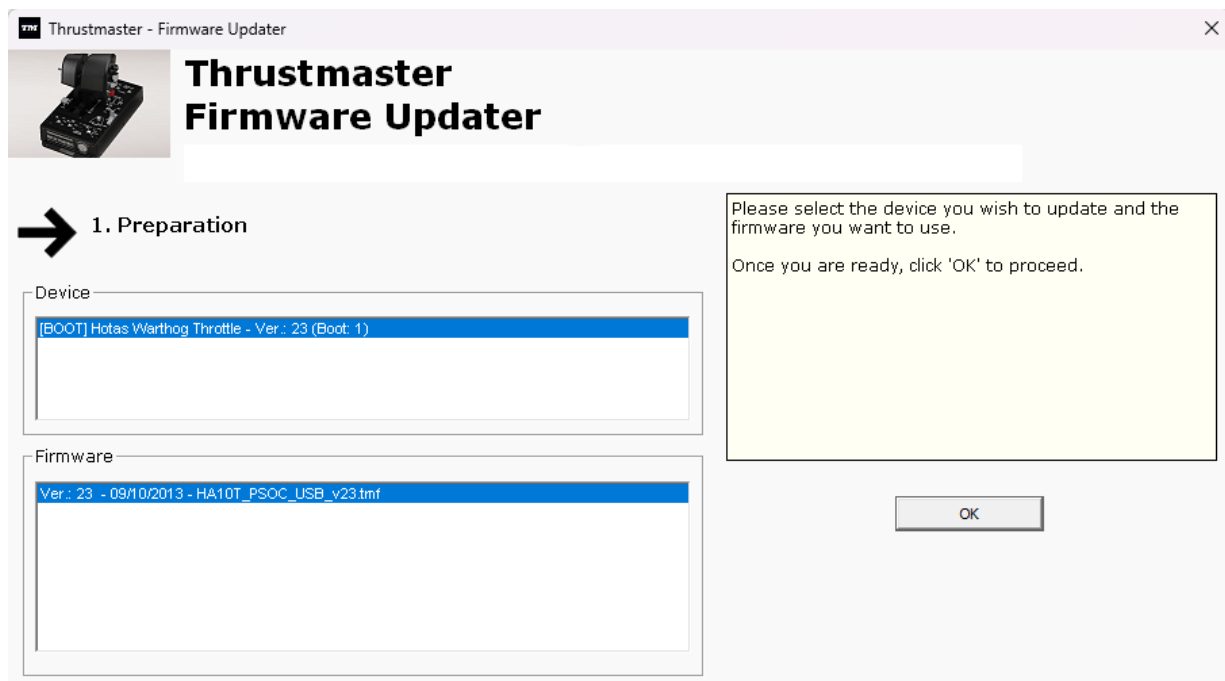 TM Thrustmaster - Firmware Updater
Thrustmaster
Firmware Updater
1. Preparation
Please select the device you wish to update and the
firmware you want to use.
Once you are ready, click 'OK' to proceed.
Device
[BOOT] Hotas Warthog Throttle - Ver.: 23 (Boot: 1)
Firmware
Ver.: 23 - 09/10/2013 - HA10T_PSOC_USB_v23.tmf
OK